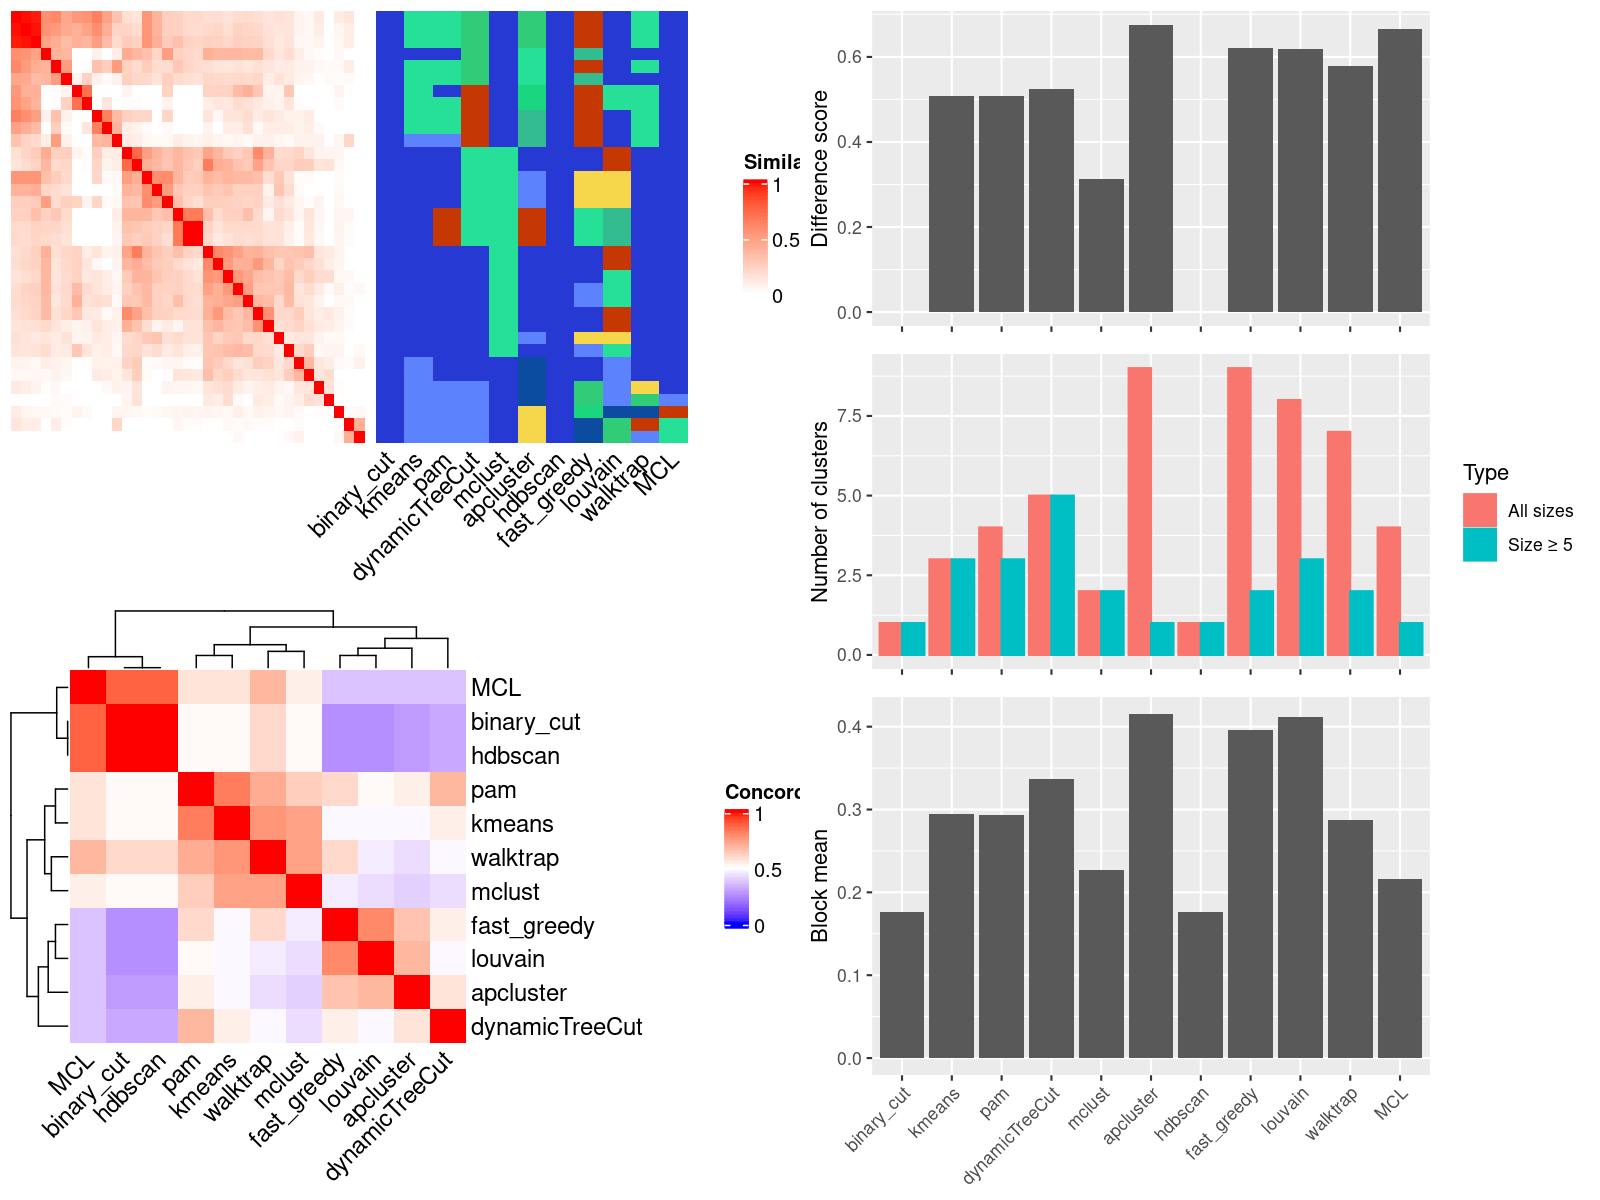 Simila
1
0.5
0
binary_cut
kmeans
pam
dynamicTreeCut
mclust
apcluster
hdbscan
fast_greedy
louvain
walktrap
MCL
MCL
binary_cut
hdbscan
pam
kmeans
walktrap
mclust
fast_greedy
louvain
apcluster
dynamicTreeCut
MCL
binary_cut
hdbscan
pam
kmeans
walktrap
mclust
fast_greedy
louvain
apcluster
dynamicTreeCut
Concord
1
0.5
0
Difference score
0.6
0.4
0.2
0.0
Number of clusters
7.5
5.0
2.5
0.0
Type
All sizes
Size ≥ 5
Block mean
0.4
0.3
0.2
0.1
0.0
binary_cut
kmeans
pam
dynamicTreeCut
mclust
apcluster
hdbscan
fast_greedy
louvain
walktrap
MCL